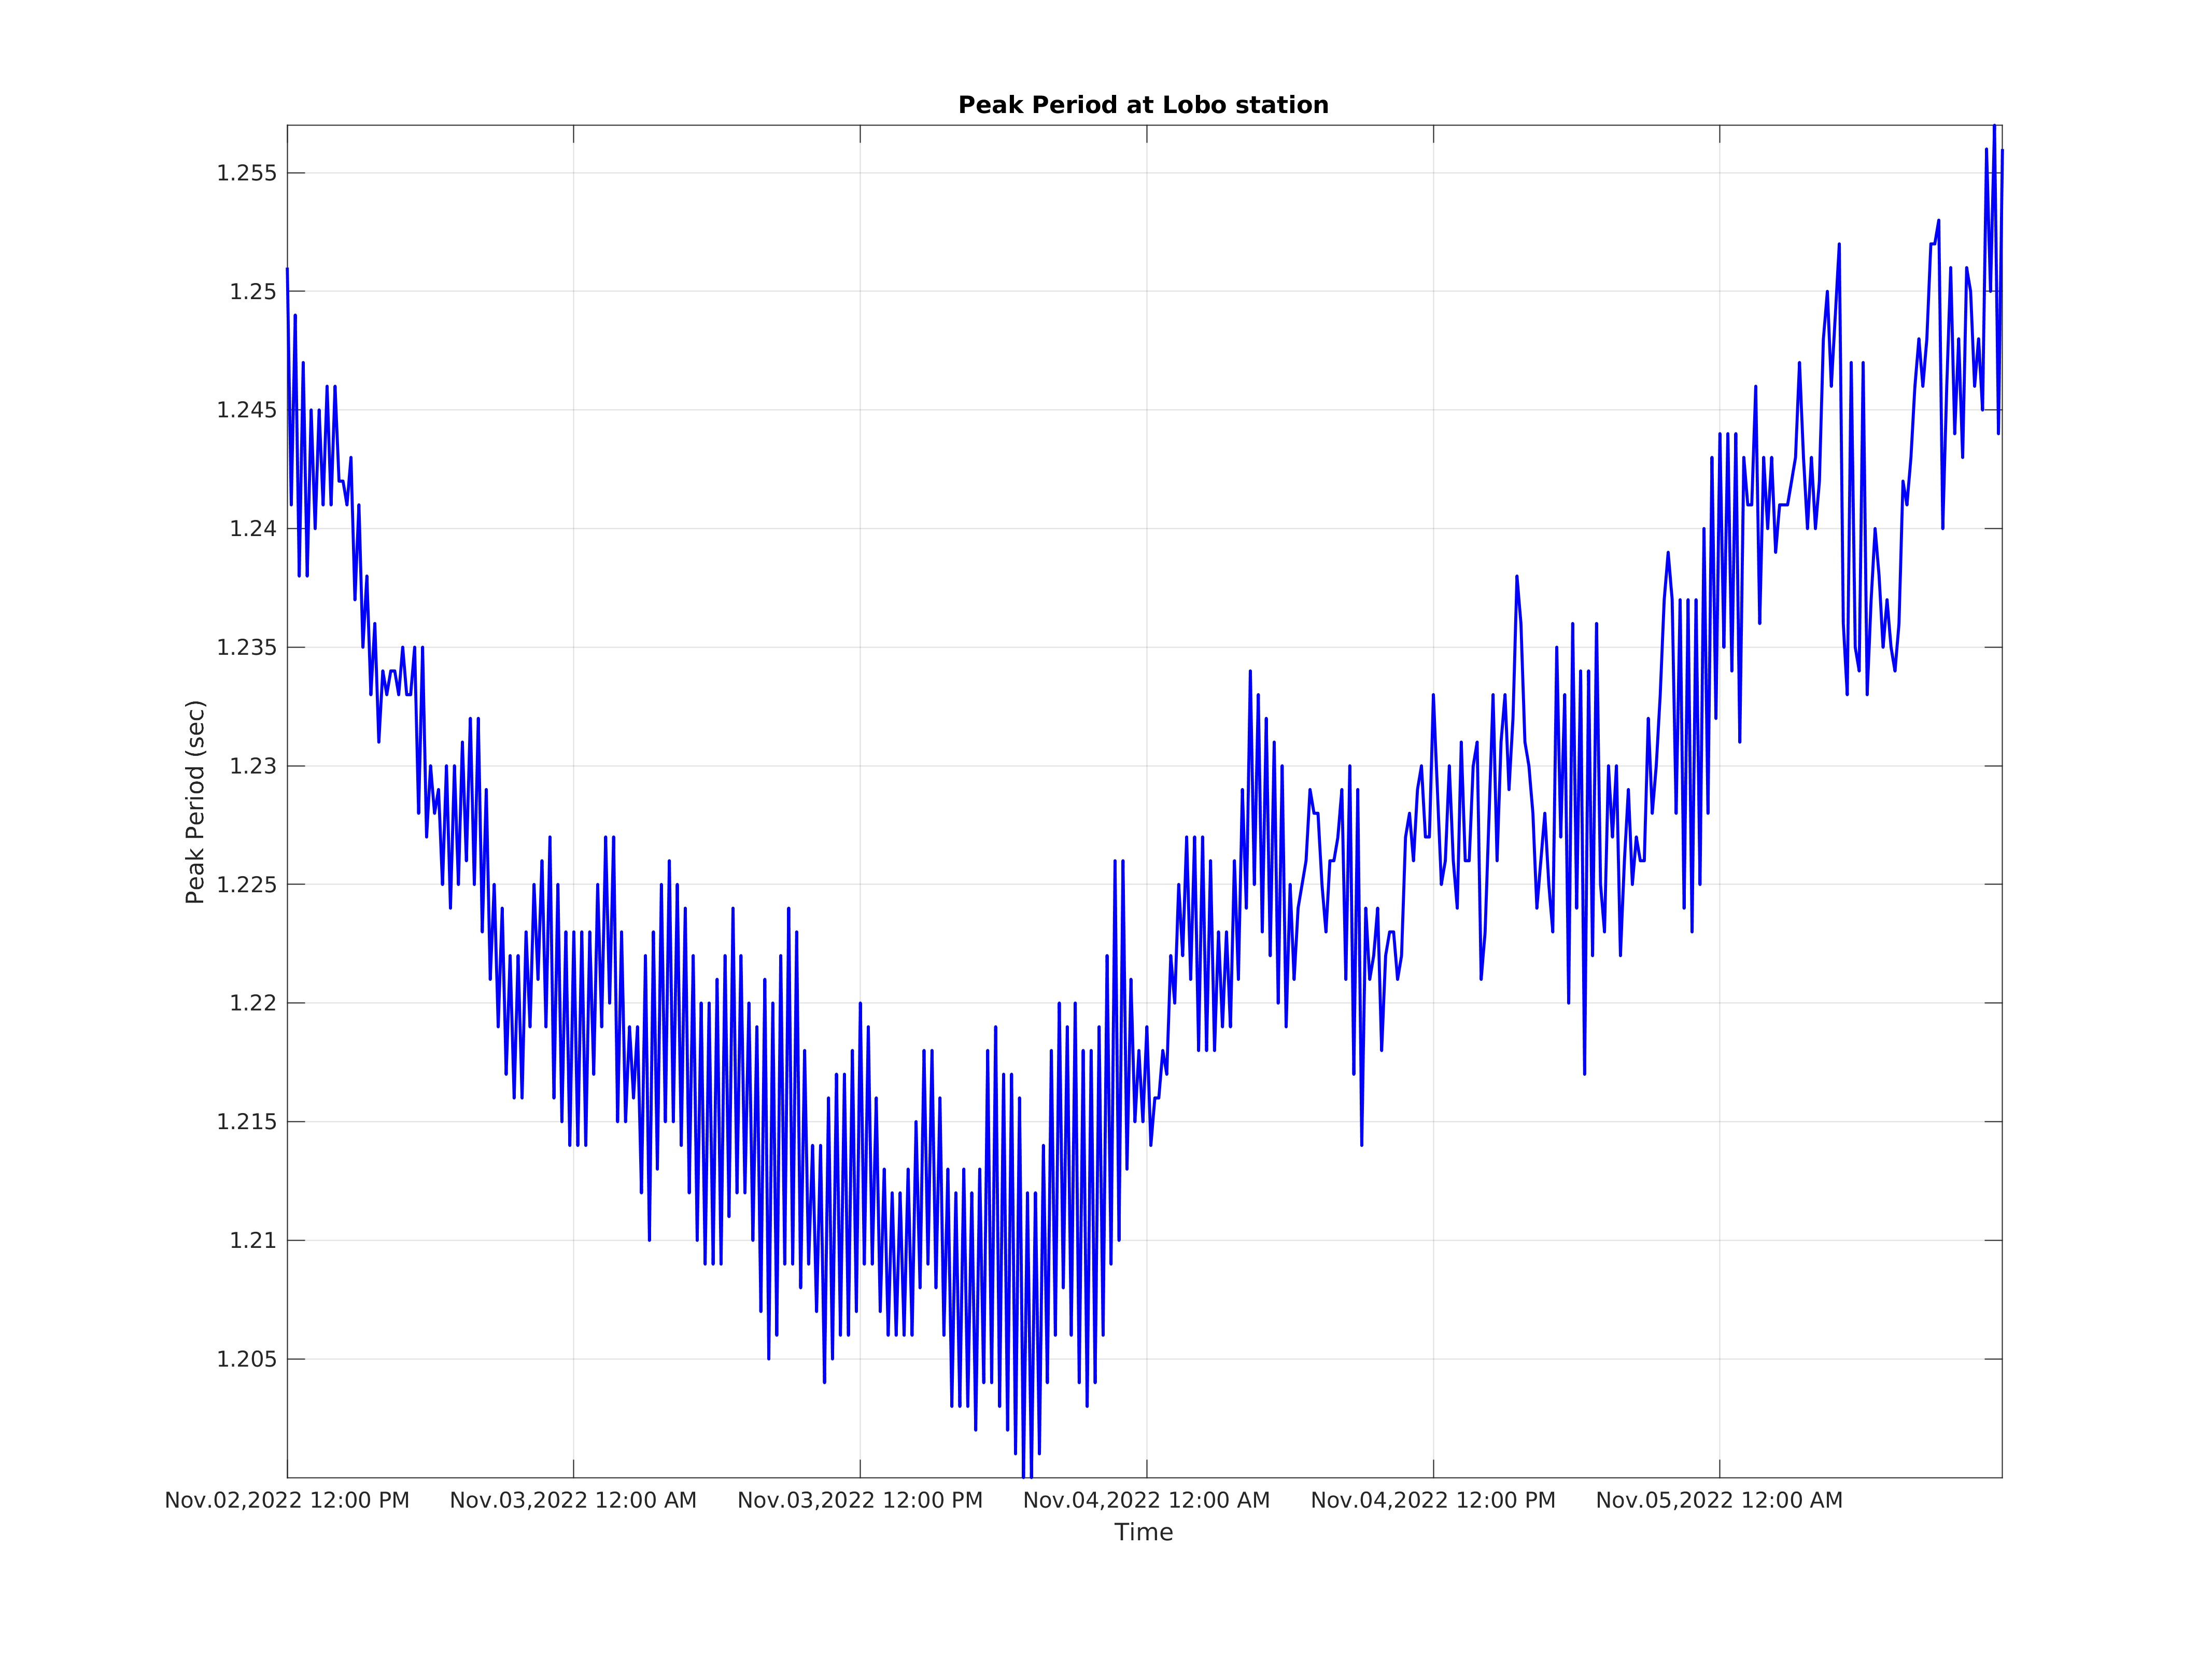 Peak Period at Lobo station
1.255
1.25
1.245
1.24
1.235
1.23
1.225
1.22
1.215
1.21
1.205
Peak Period (sec)
Nov.02,2022 12:00 PM
Nov.03,2022 12:00 AM
Nov.03,2022 12:00 PM
Nov.04,2022 12:00 AM
Nov.04,2022 12:00 PM
Nov.05,2022 12:00 AM
Time